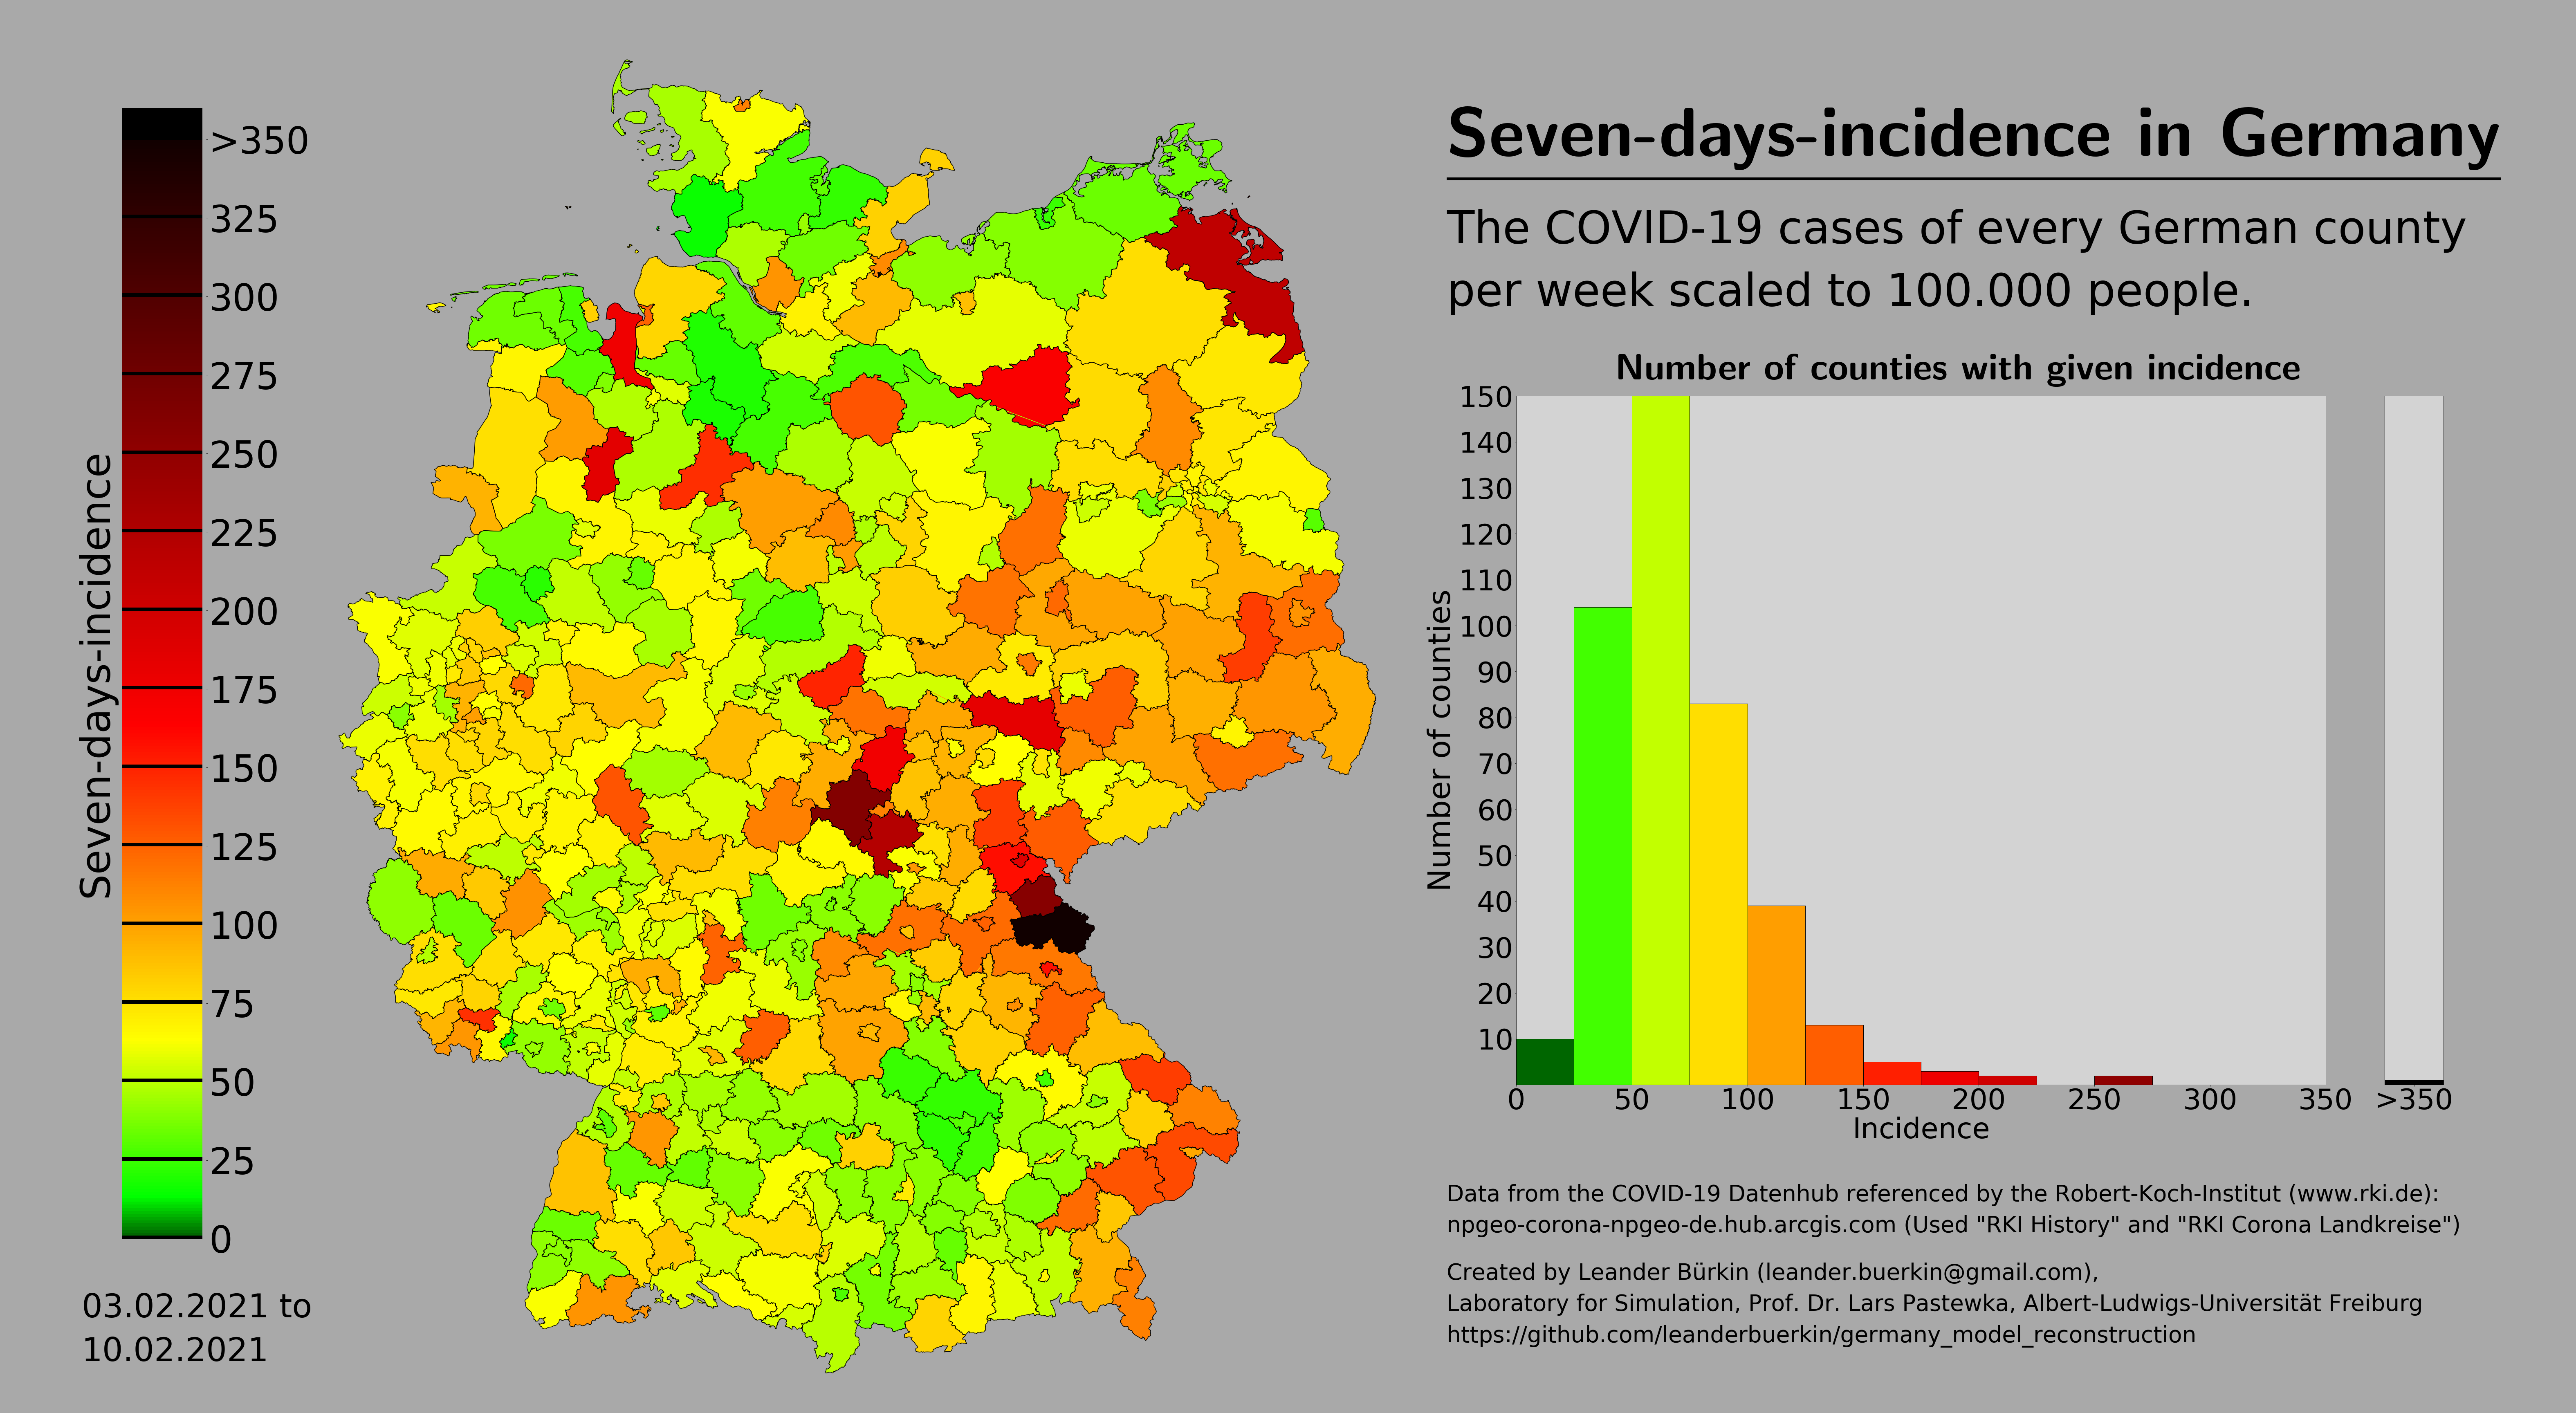 Seven-days-incidence in Germany
The COVID-19 cases of every German county
per week scaled to 100.000 people.
Seven-days-incidence
>350
325
300
275
250
225
200
175
150
125
100
75
50
25
0
03.02.2021 to
10.02.2021
Number of counties with given incidence
Number of counties
150
140
130
120
110
100
90
80
70
60
50
40
30
20
10
0 50 100 150 200 250 300 350 >350
Incidence
Data from the COVID-19 Datenhub referenced by the Robert-Koch-Institut (www.rki.de):
npgeo-corona-npgeo-de.hub.arcgis.com (Used "RKI History" and "RKI Corona Landkreise")
Created by Leander Bürkin (leander.buerkin@gmail.com),
Laboratory for Simulation, Prof. Dr. Lars Pastewka, Albert-Ludwigs-Universität Freiburg
https://github.com/leanderbuerkin/germany_model_reconstruction